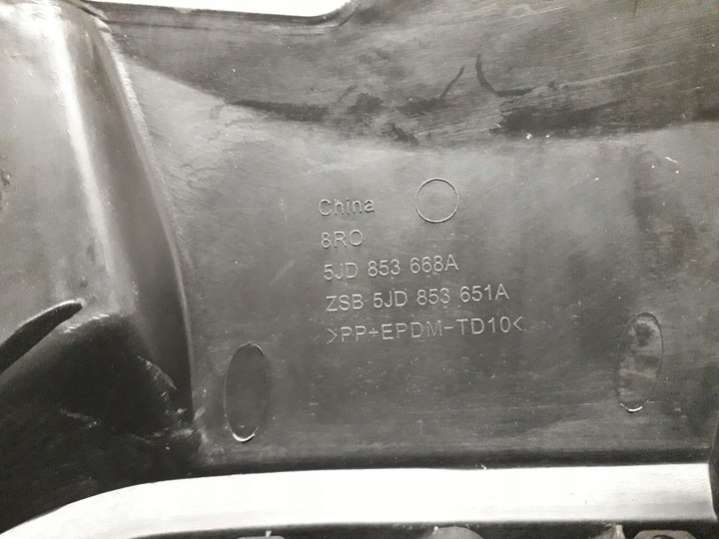 China
8RO
5JD 853 668A
ZSB 5JD 853 651A
>PP+EPDM-TD10<